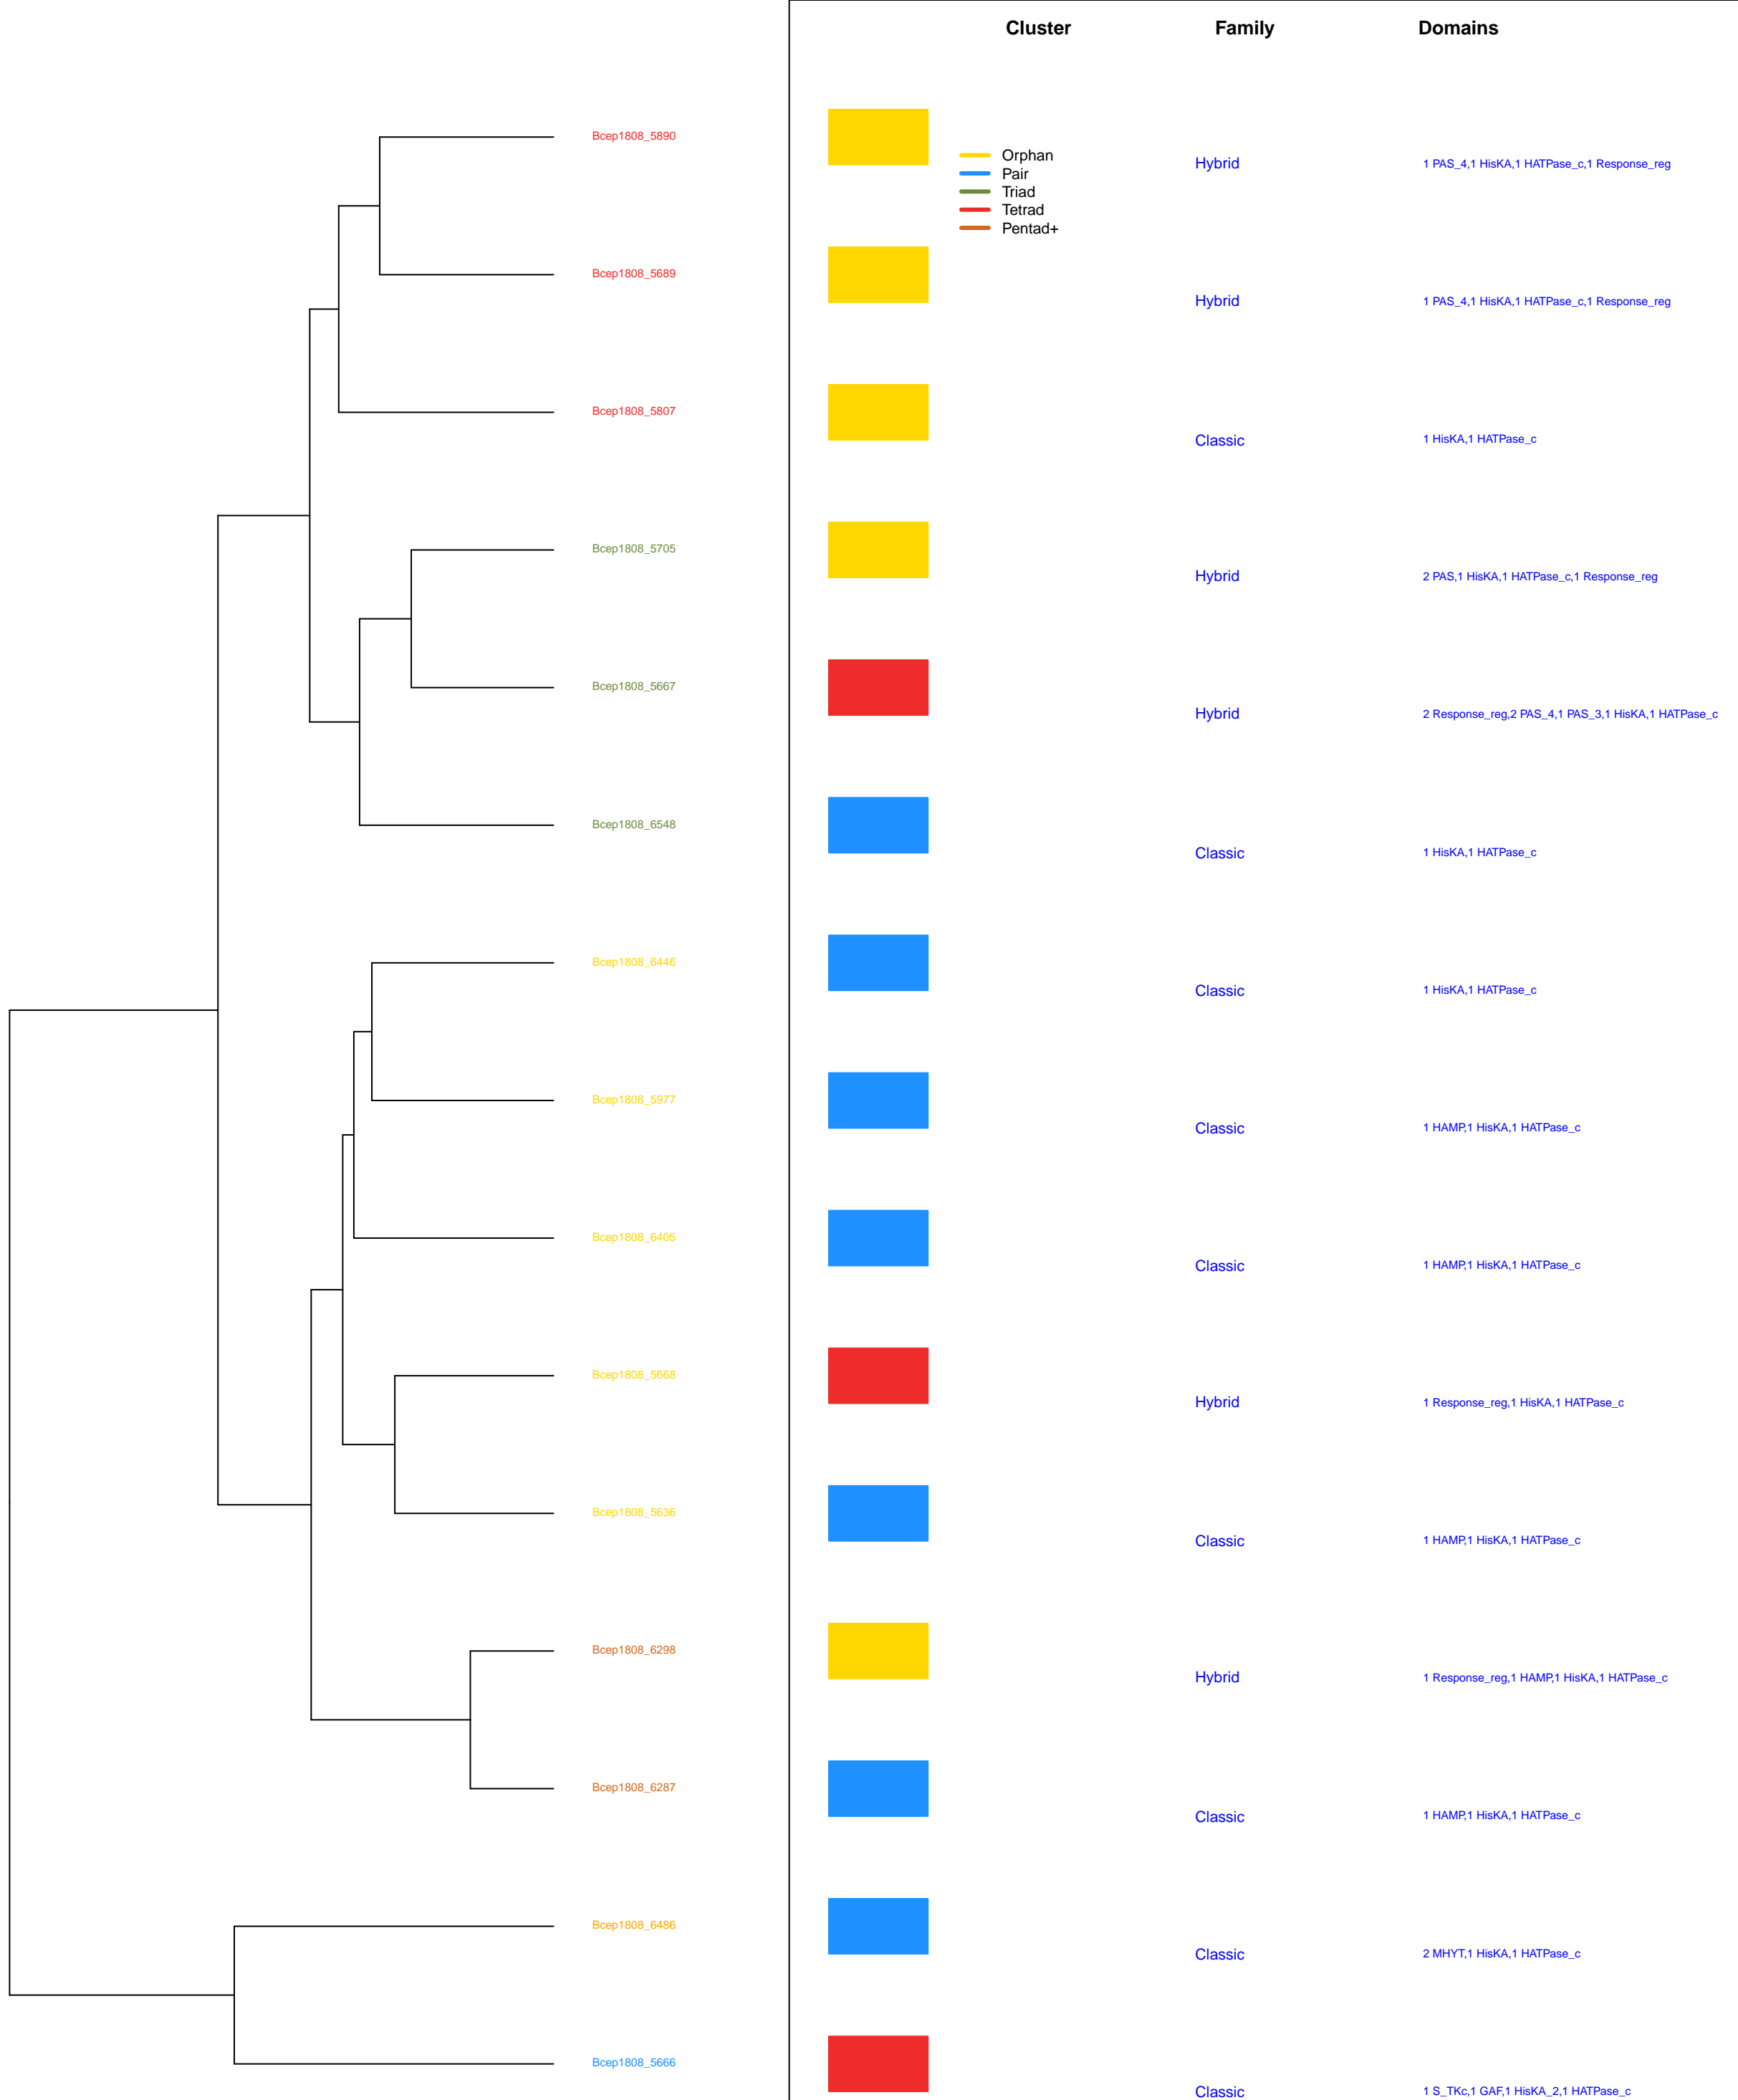 Cluster Family Domains
Bcep1808_5890
Orphan
Pair
Triad
Tetrad
Pentad+
Hybrid 1 PAS_4,1 HisKA,1 HATPase_c,1 Response_reg
Bcep1808_5689
Hybrid 1 PAS_4,1 HisKA,1 HATPase_c,1 Response_reg
Bcep1808_5807
Classic 1 HisKA,1 HATPase_c
Bcep1808_5705
Hybrid 2 PAS,1 HisKA,1 HATPase_c,1 Response_reg
Bcep1808_5667
Hybrid 2 Response_reg,2 PAS_4,1 PAS_3,1 HisKA,1 HATPase_c
Bcep1808_6548
Classic 1 HisKA,1 HATPase_c
Bcep1808_6446
Classic 1 HisKA,1 HATPase_c
Bcep1808_5977
Classic 1 HAMP,1 HisKA,1 HATPase_c
Bcep1808_6405
Classic 1 HAMP,1 HisKA,1 HATPase_c
Bcep1808_5668
Hybrid 1 Response_reg,1 HisKA,1 HATPase_c
Bcep1808_5636
Classic 1 HAMP,1 HisKA,1 HATPase_c
Bcep1808_6298
Hybrid 1 Response_reg,1 HAMP,1 HisKA,1 HATPase_c
Bcep1808_6287
Classic 1 HAMP,1 HisKA,1 HATPase_c
Bcep1808_6486
Classic 2 MHYT,1 HisKA,1 HATPase_c
Bcep1808_5666
Classic 1 S_TKc,1 GAF,1 HisKA_2,1 HATPase_c